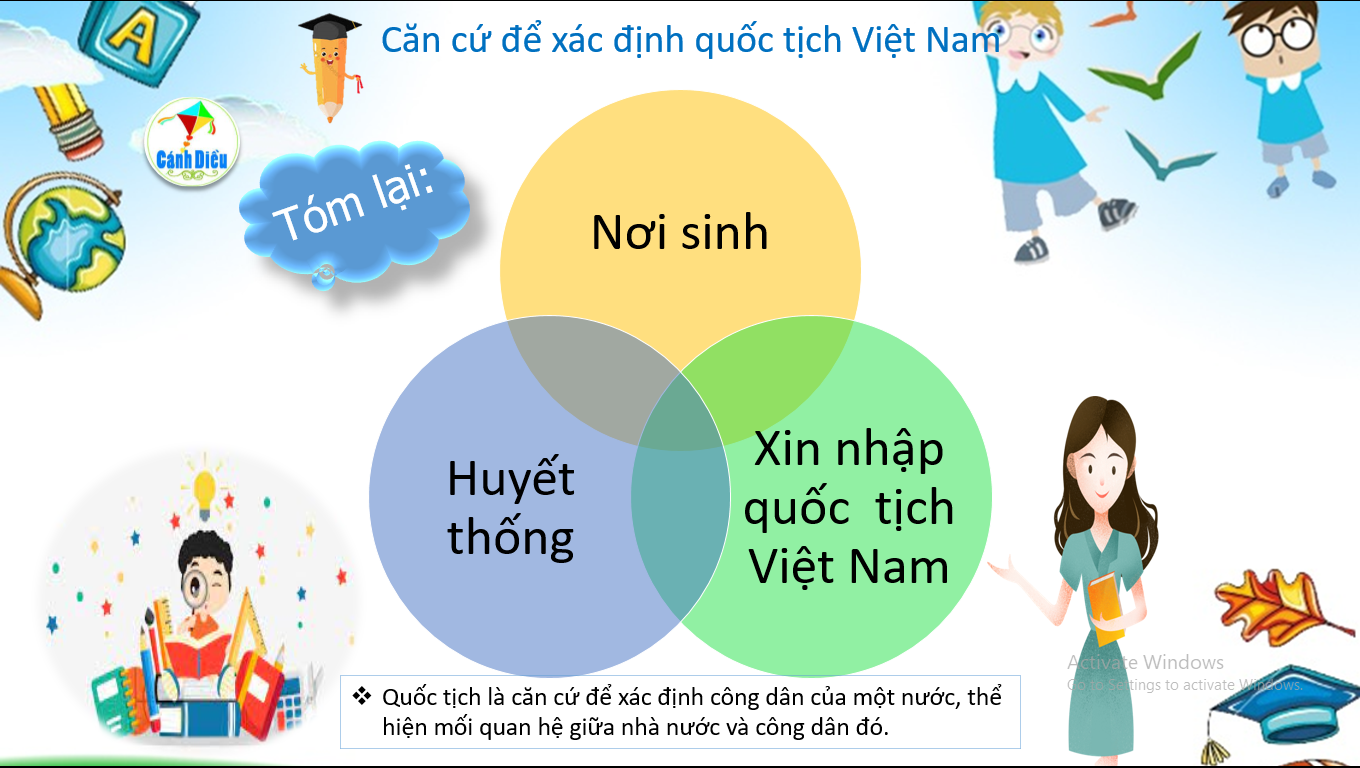 Căn cứ để xác định quốc tịch Việt Nam
A
Cánh Diều
Tóm lại:
Nơi sinh
Huyết
thống
Xin nhập
quốc tịch
Việt Nam
Activate Windows
Go to Settings to activate Windows.
❖ Quốc tịch là căn cứ để xác định công dân của một nước, thể
hiện mối quan hệ giữa nhà nước và công dân đó.